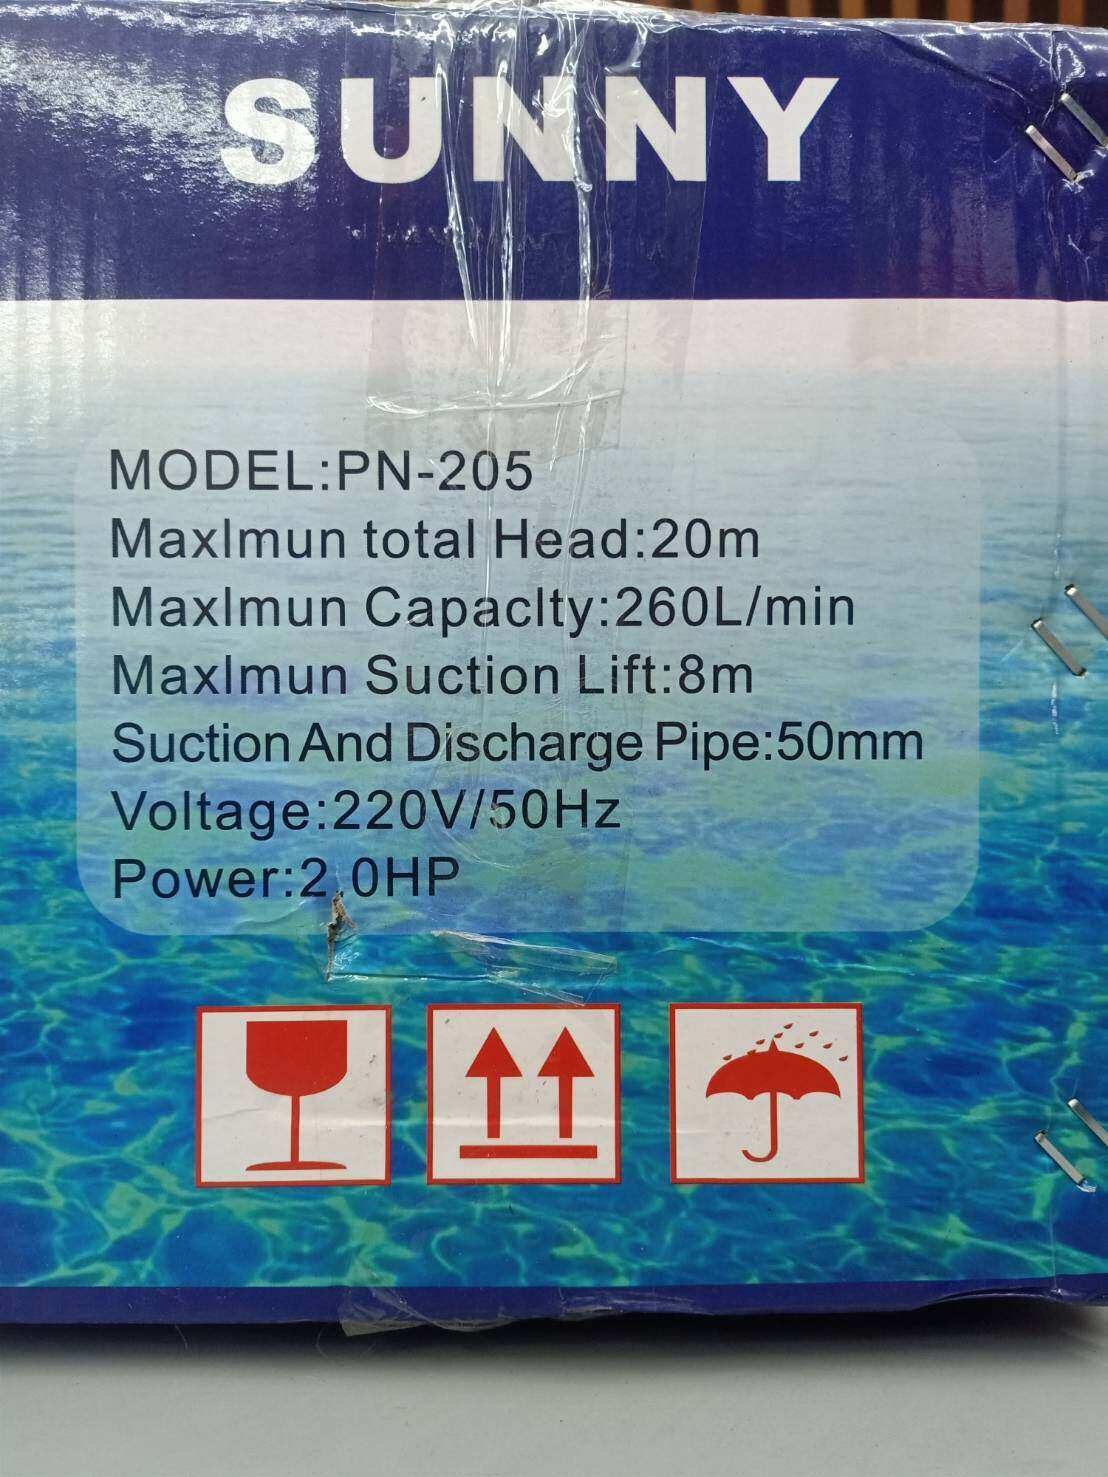 SUNNY
MODEL:PN-205
MaxImun total Head:20m
MaxImun CapacIty:260L/min
MaxImun Suction Lift:8m
Suction And Discharge Pipe:50mm
Voltage:220V/50Hz
Power:2.0HP